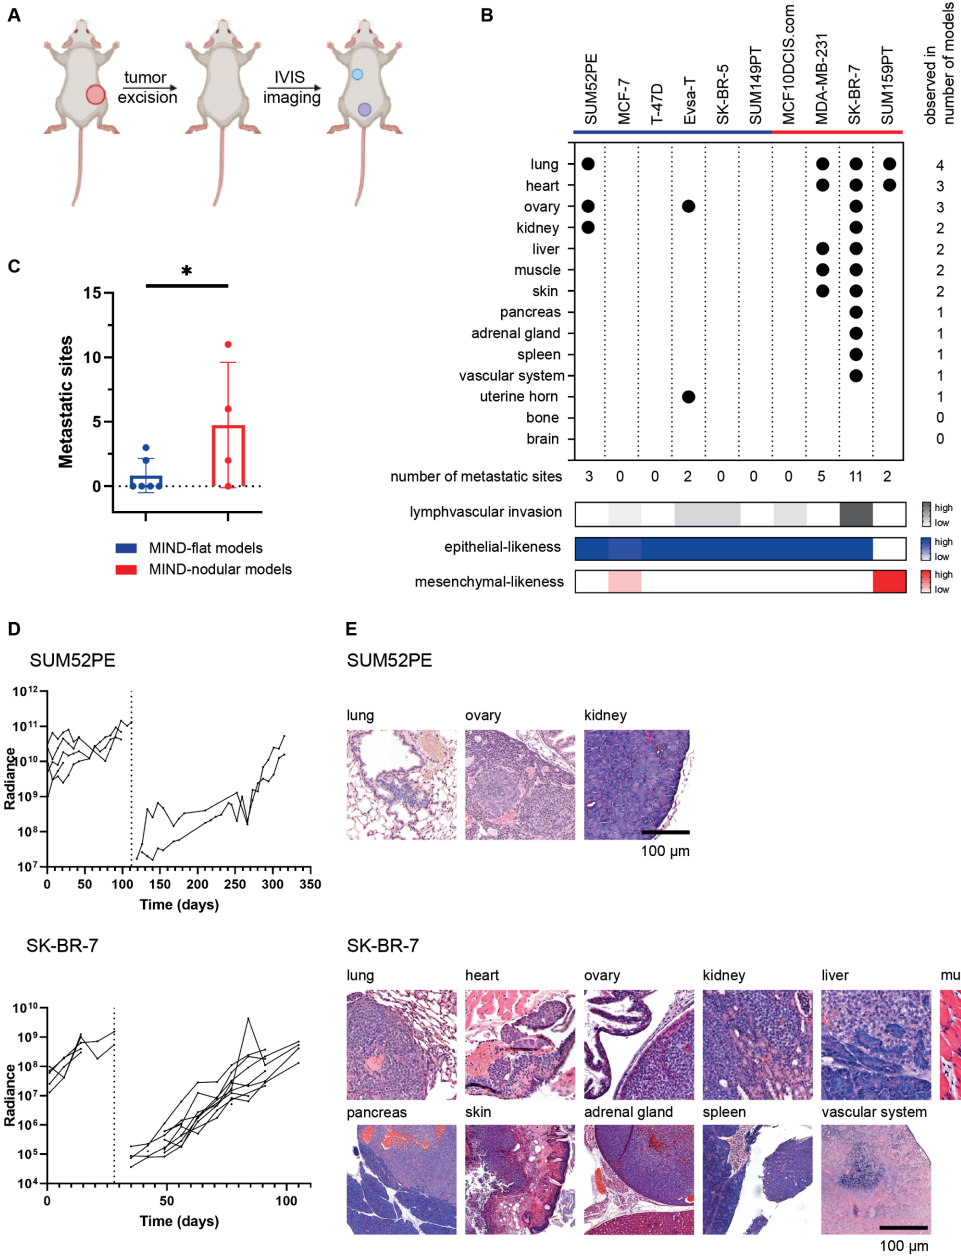 A
tumor
excision
IVIS
imaging
B
SUM52PE
MCF-7
T-47D
Evsa-T
SK-BR-5
SUM149PT
MCF10DCIS.com
MDA-MB-231
SK-BR-7
SUM159PT
observed in
number of models
lung 4
heart 3
ovary 3
kidney 2
liver 2
muscle 2
skin 2
pancreas 1
adrenal gland 1
spleen 1
vascular system 1
uterine horn 1
bone 0
brain 0
number of metastatic sites 3 0 0 2 0 0 0 5 11 2
lymphvascular invasion high low
epithelial-likeness high low
mesenchymal-likeness high low
C
*
Metastatic sites
15
10
5
0
MIND-flat models
MIND-nodular models
D
SUM52PE
Radiance
10¹²
10¹¹
10¹⁰
10⁹
10⁸
10⁷
0 50 100 150 200 250 300 350
Time (days)
SK-BR-7
Radiance
10¹⁰
10⁹
10⁸
10⁷
10⁶
10⁵
10⁴
0 50 100
Time (days)
E
SUM52PE
lung ovary kidney
100 µm
SK-BR-7
lung heart ovary kidney liver mu
pancreas skin adrenal gland spleen vascular system
100 µm